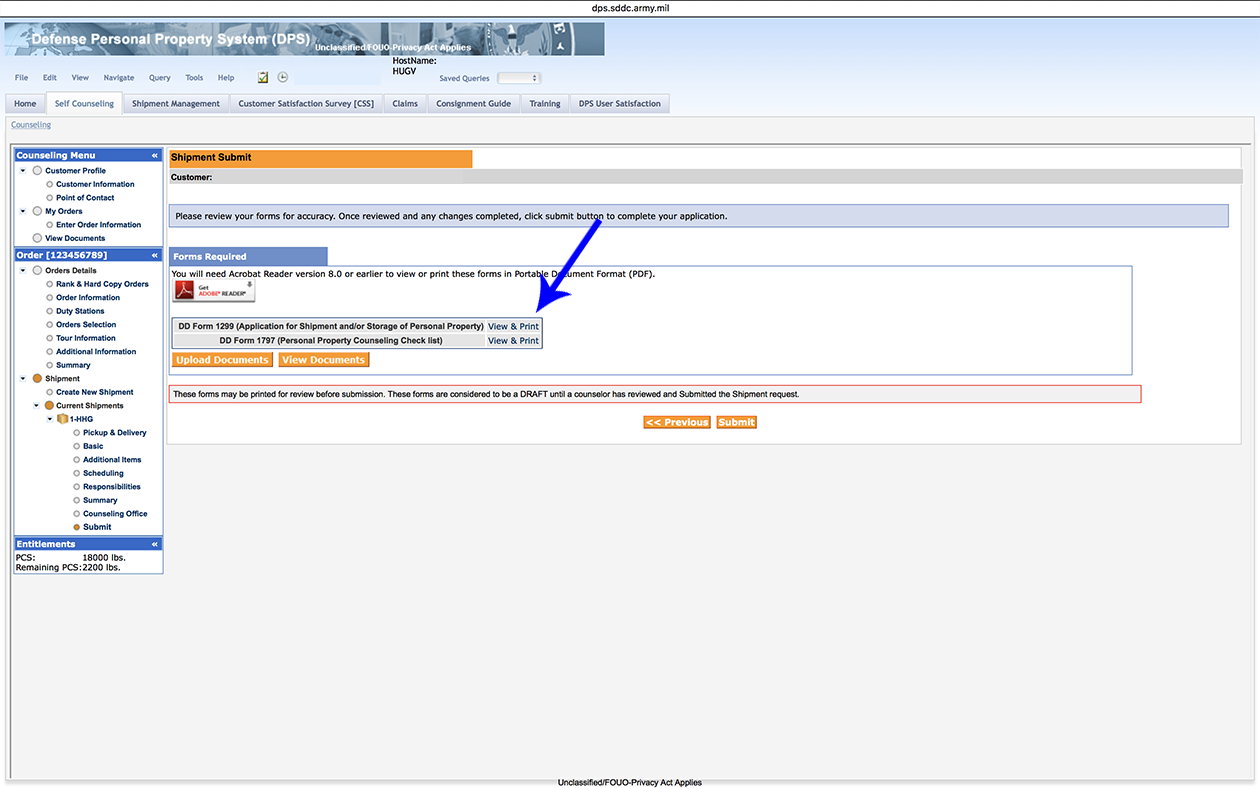 dps.sddc.army.mil
Defense Personal Property System (DPS) Unclassified/FOUO-Privacy Act Applies
HostName:
HUGV
File Edit View Navigate Query Tools Help
Saved Queries
Home Self Counseling Shipment Management Customer Satisfaction Survey [CSS] Claims Consignment Guide Training DPS User Satisfaction
Counseling
Counseling Menu «
Customer Profile
Customer Information
Point of Contact
My Orders
Enter Order Information
View Documents
Order [123456789] «
Orders Details
Rank & Hard Copy Orders
Order Information
Duty Stations
Orders Selection
Tour Information
Additional Information
Summary
Shipment
Create New Shipment
Current Shipments
1-HHG
Pickup & Delivery
Basic
Additional Items
Scheduling
Responsibilities
Summary
Counseling Office
Submit
Entitlements «
PCS: 18000 lbs.
Remaining PCS:2200 lbs.
Shipment Submit
Customer:
Please review your forms for accuracy. Once reviewed and any changes completed, click submit button to complete your application.
Forms Required
You will need Acrobat Reader version 8.0 or earlier to view or print these forms in Portable Document Format (PDF).
Get
ADOBE® READER®
DD Form 1299 (Application for Shipment and/or Storage of Personal Property) View & Print
DD Form 1797 (Personal Property Counseling Check list) View & Print
Upload Documents View Documents
These forms may be printed for review before submission. These forms are considered to be a DRAFT until a counselor has reviewed and Submitted the Shipment request.
<< Previous Submit
Unclassified/FOUO-Privacy Act Applies